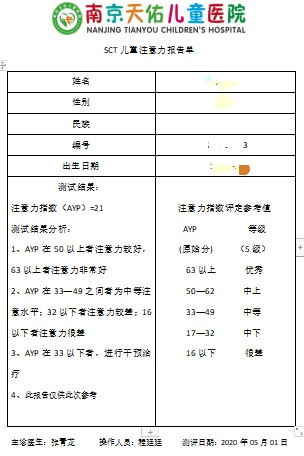 南京天佑儿童医院
NANJING TIANYOU CHILDREN'S HOSPITAL
SCT 儿童注意力报告单
姓名
性别
民族
编号 3
出生日期
测试结果:
注意力指数（AYP）=21
测试结果分析:
1、AYP 在 50 以上者注意力较好，
63 以上者注意力非常好
2、AYP 在 33—49 之间者为中等注
意水平；32 以下者注意力较差；16
以下者注意力很差
3、AYP 在 33 以下者，进行干预治
疗
4、此报告仅供此次参考
注意力指数评定参考值
AYP 等级
(原始分) (5 级)
63 以上 优秀
50—62 中上
33—49 中等
17—32 中下
16 以下 很差
主诊医生：张青龙 操作人员：程廷廷 测评日期：2020 年 05 月 01 日